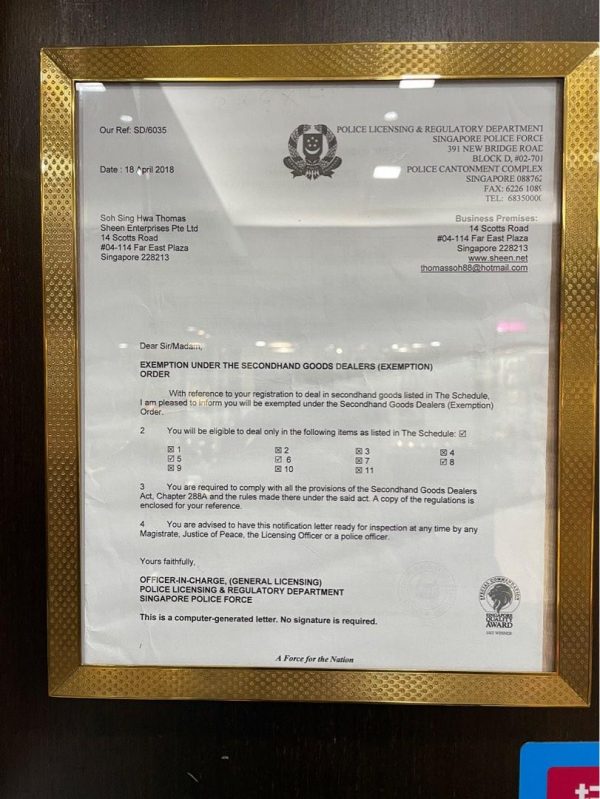 Our Ref: SD/6035
Date : 18 April 2018
POLICE LICENSING & REGULATORY DEPARTMENT
SINGAPORE POLICE FORCE
391 NEW BRIDGE ROAD
BLOCK D, #02-701
POLICE CANTONMENT COMPLEX
SINGAPORE 088762
FAX: 6226 108
TEL: 6835000
Soh Sing Hwa Thomas
Sheen Enterprises Pte Ltd
14 Scotts Road
#04-114 Far East Plaza
Singapore 228213
Business Premises:
14 Scotts Road
#04-114 Far East Plaza
Singapore 228213
www.sheen.net
thomassoh88@hotmail.com
Dear Sir/Madam,
EXEMPTION UNDER THE SECONDHAND GOODS DEALERS (EXEMPTION)
ORDER
With reference to your registration to deal in secondhand goods listed in The Schedule,
I am pleased to inform you will be exempted under the Secondhand Goods Dealers (Exemption)
Order.
2 You will be eligible to deal only in the following items as listed in The Schedule: ☑
☒ 1 ☒ 2 ☒ 3 ☒ 4
☑ 5 ☑ 6 ☒ 7 ☑ 8
☒ 9 ☒ 10 ☒ 11
3 You are required to comply with all the provisions of the Secondhand Goods Dealers
Act, Chapter 288A and the rules made there under the said act. A copy of the regulations is
enclosed for your reference.
4 You are advised to have this notification letter ready for inspection at any time by any
Magistrate, Justice of Peace, the Licensing Officer or a police officer.
Yours faithfully,
OFFICER-IN-CHARGE, (GENERAL LICENSING)
POLICE LICENSING & REGULATORY DEPARTMENT
SINGAPORE POLICE FORCE
This is a computer-generated letter. No signature is required.
SPECIAL COMMENDATION
SINGAPORE
QUALITY
AWARD
WINNER
A Force for the Nation